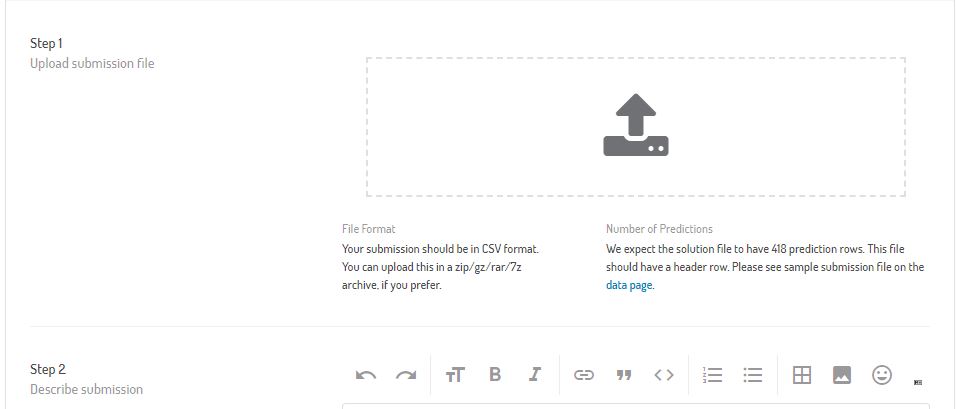 Step 1
Upload submission file
File Format
Your submission should be in CSV format.
You can upload this in a zip/gz/rar/7z
archive, if you prefer.
Number of Predictions
We expect the solution file to have 418 prediction rows. This file
should have a header row. Please see sample submission file on the
data page.
Step 2
Describe submission